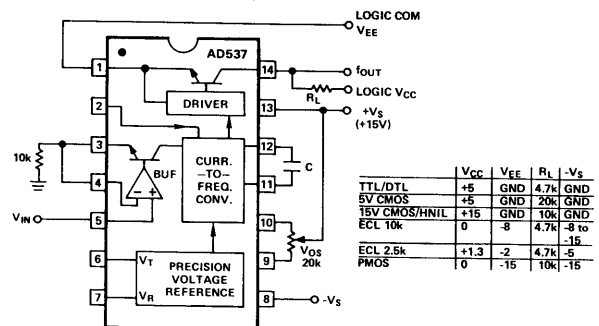 LOGIC COM
VEE
AD537
1
14
fOUT
RL
LOGIC VCC
DRIVER
2
13
+VS
(+15V)
3
12
10k
BUF
CURR.
–TO–
FREQ.
CONV.
C
4
11
– +
VIN
5
10
VOS
20k
6
VT
PRECISION
VOLTAGE
REFERENCE
9
7
VR
8
-VS
VCC VEE RL -VS
TTL/DTL +5 GND 4.7k GND
5V CMOS +5 GND 20k GND
15V CMOS/HNIL +15 GND 10k GND
ECL 10k 0 -8 4.7k -8 to
-15
ECL 2.5k +1.3 -2 4.7k -5
PMOS 0 -15 10k -15